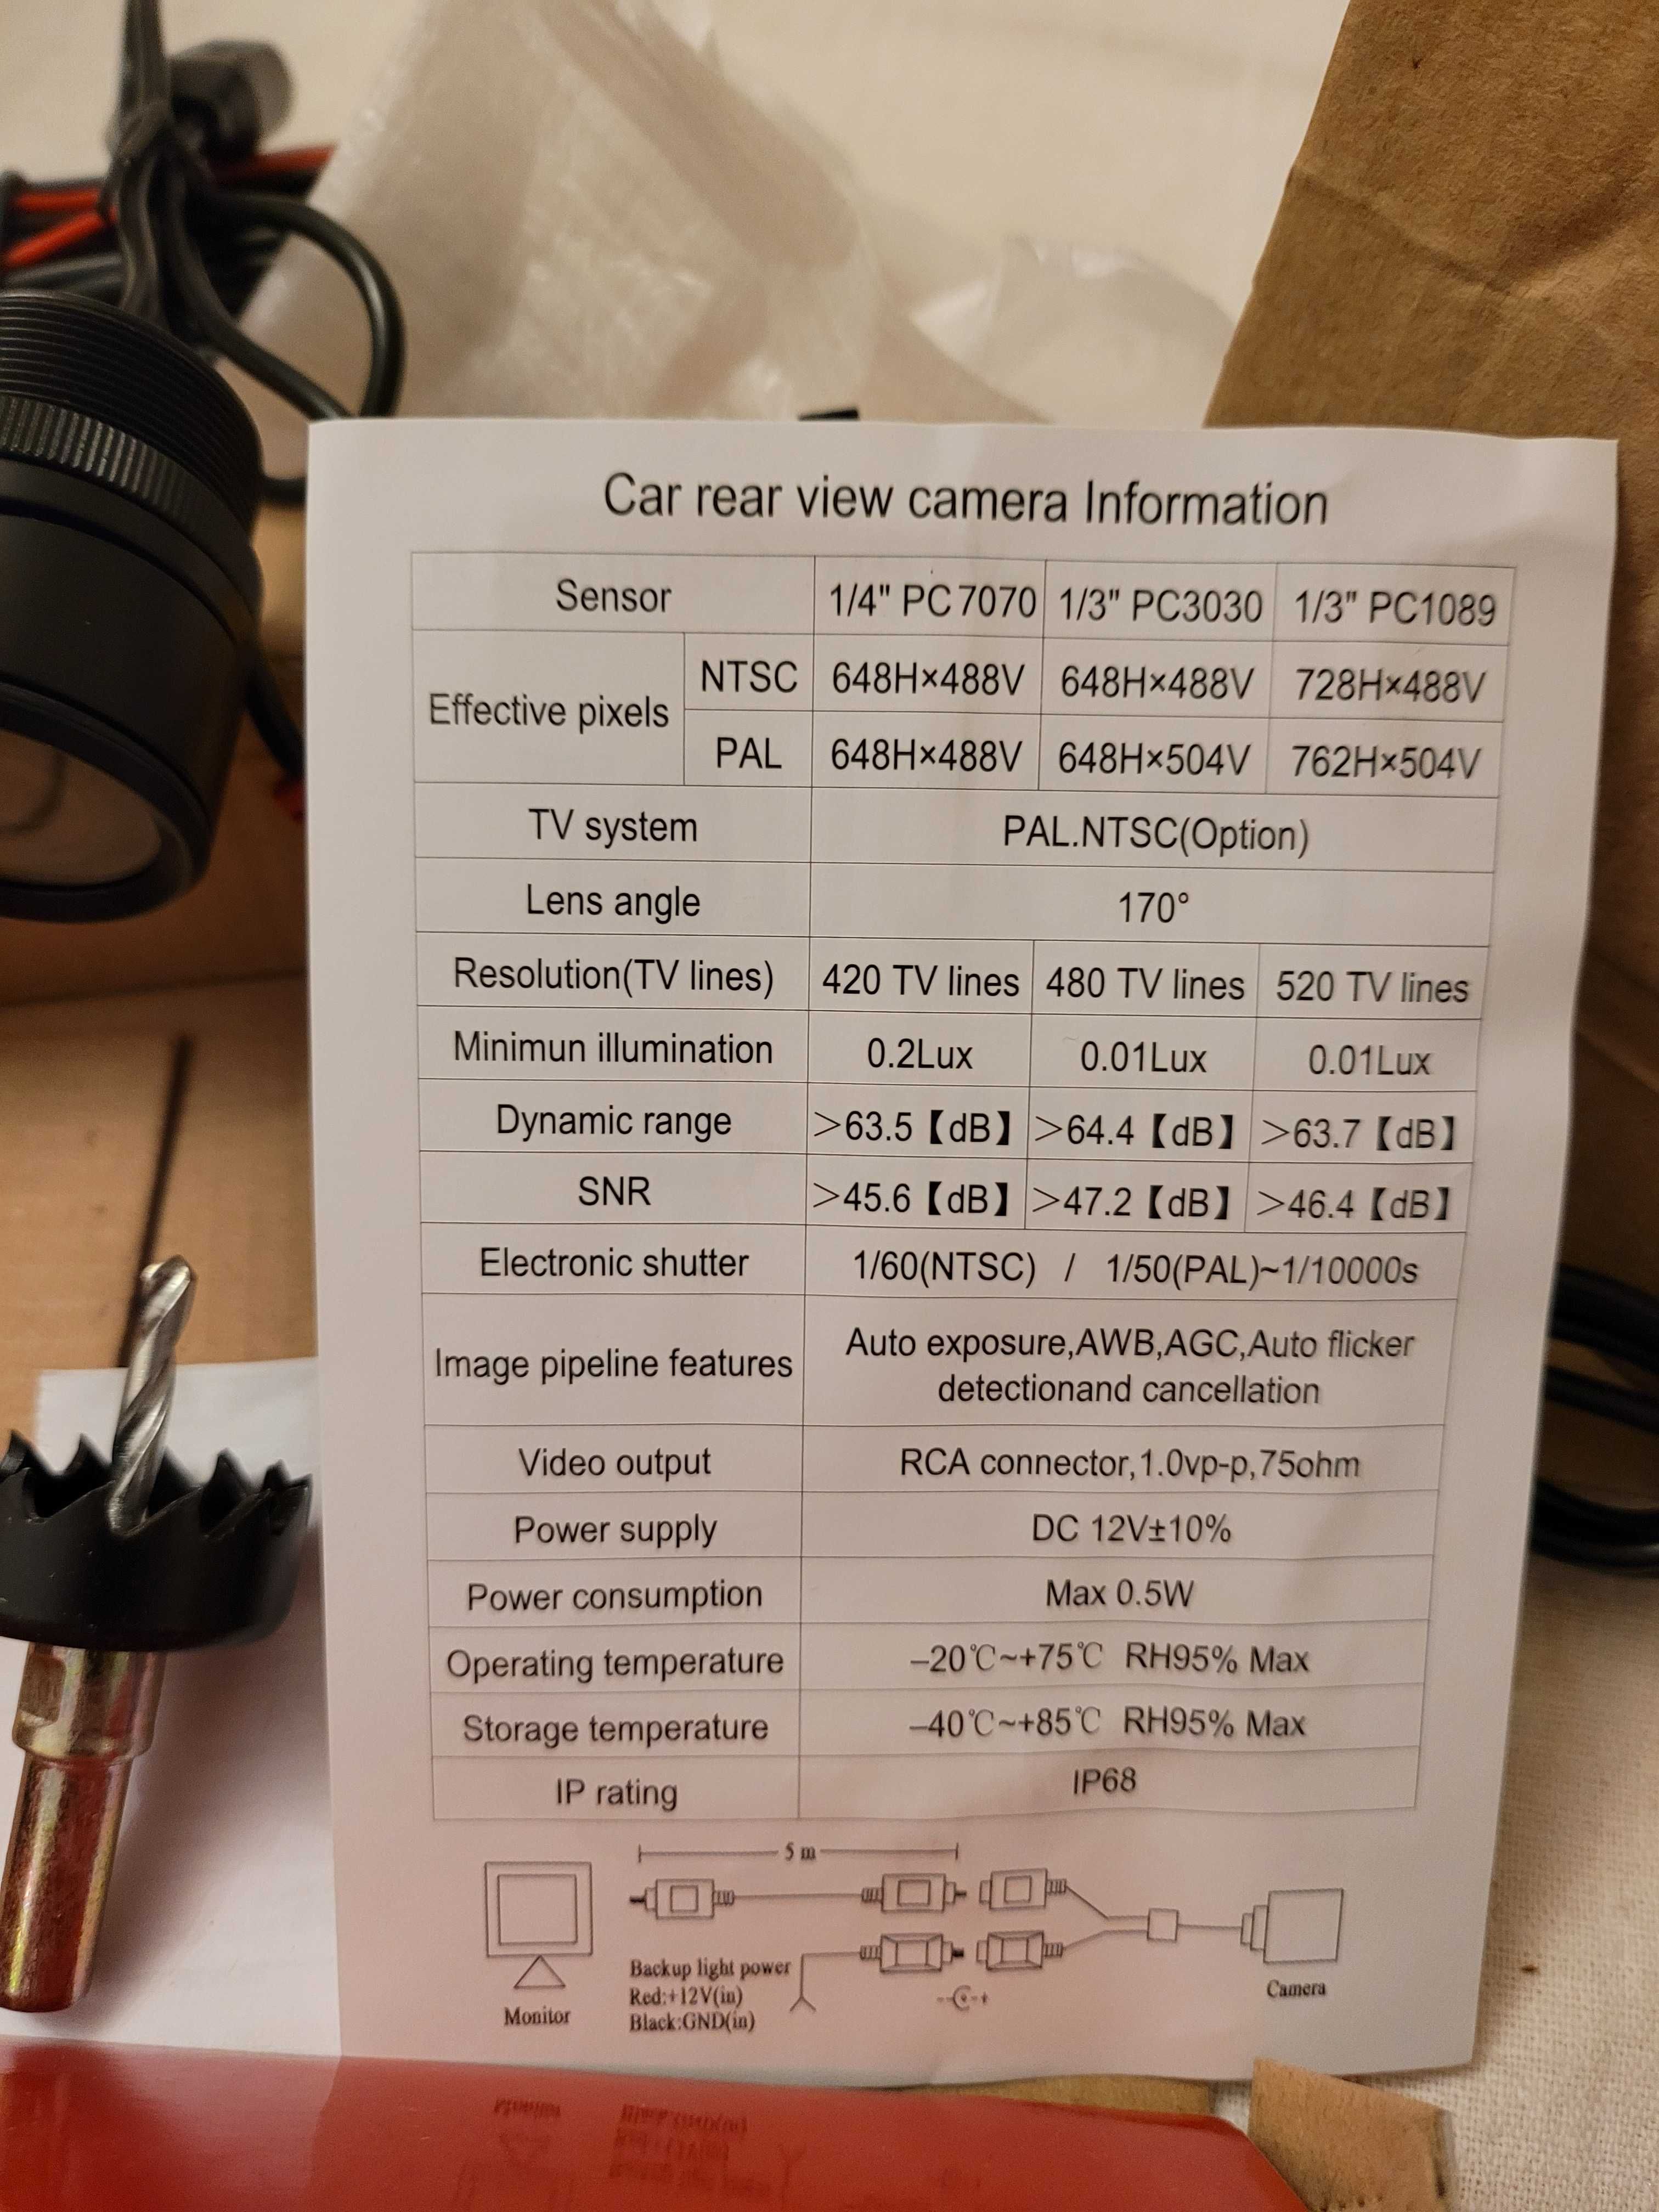 Car rear view camera Information
Sensor 1/4" PC7070 1/3" PC3030 1/3" PC1089
Effective pixels NTSC 648H×488V 648H×488V 728H×488V
PAL 648H×488V 648H×504V 762H×504V
TV system PAL.NTSC(Option)
Lens angle 170°
Resolution(TV lines) 420 TV lines 480 TV lines 520 TV lines
Minimun illumination 0.2Lux 0.01Lux 0.01Lux
Dynamic range >63.5【dB】 >64.4【dB】 >63.7【dB】
SNR >45.6【dB】 >47.2【dB】 >46.4【dB】
Electronic shutter 1/60(NTSC) / 1/50(PAL)~1/10000s
Image pipeline features Auto exposure,AWB,AGC,Auto flicker
detectionand cancellation
Video output RCA connector,1.0vp-p,75ohm
Power supply DC 12V±10%
Power consumption Max 0.5W
Operating temperature –20℃~+75℃ RH95% Max
Storage temperature –40℃~+85℃ RH95% Max
IP rating IP68
5 m
Backup light power
Red:+12V(in)
Black:GND(in)
Monitor
Camera